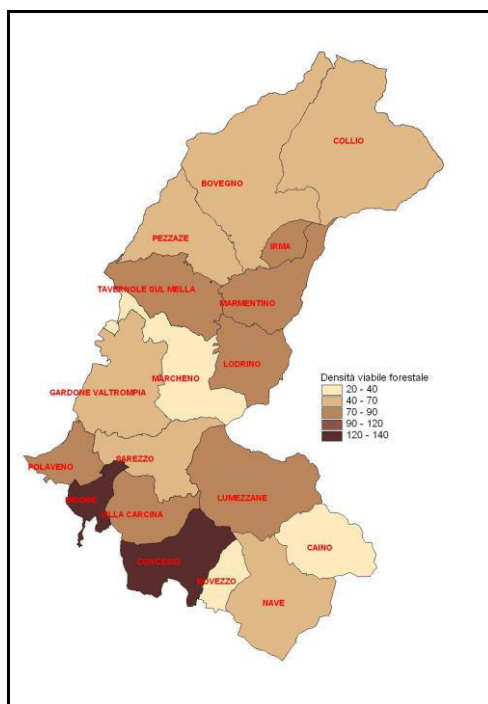 COLLIO
BOVEGNO
PEZZAZE
IRMA
TAVERNOLE SUL MELLA
MARMENTINO
LODRINO
MARCHENO
GARDONE VALTROMPIA
Densità viabile forestale
20 - 40
40 - 70
70 - 90
90 - 120
120 - 140
SAREZZO
POLAVENO
LUMEZZANE
BRIONE
VILLA CARCINA
CAINO
CONCESIO
BOVEZZO
NAVE